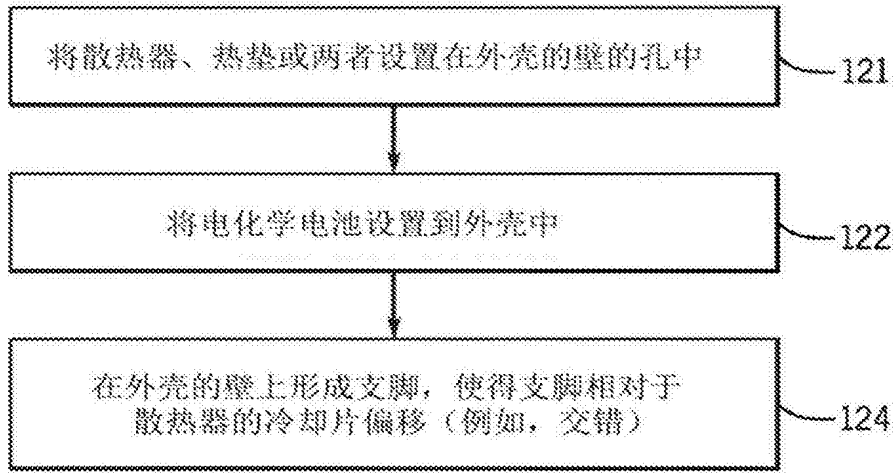 将散热器、热垫或两者设置在外壳的壁的孔中
121
将电化学电池设置到外壳中
122
在外壳的壁上形成支脚，使得支脚相对于
散热器的冷却片偏移（例如，交错）
124